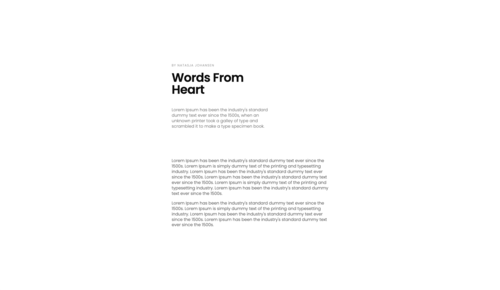 BY NATALIE JOHANSON
Words From
Heart
Lorem Ipsum has been the industry's standard
dummy text ever since the 1500s, when an
unknown printer took a galley of type and
scrambled it to make a type specimen book
Lorem Ipsum has been the industry's standard dummy text ever since the
1500s. Lorem Ipsum is simply dummy text of the printing and typesetting
industry. Lorem Ipsum has been the industry's standard dummy text ever
since the 1500s. Lorem Ipsum has been the industry's standard dummy text
ever since the 1500s. Lorem Ipsum is simply dummy text of the printing and
typesetting industry. Lorem Ipsum has been the industry's standard dummy
text ever since the 1500s.
Lorem Ipsum has been the industry's standard dummy text ever since the
1500s. Lorem Ipsum is simply dummy text of the printing and typesetting
industry. Lorem Ipsum has been the industry's standard dummy text ever
since the 1500s. Lorem Ipsum has been the industry's standard dummy text
ever since the 1500s.